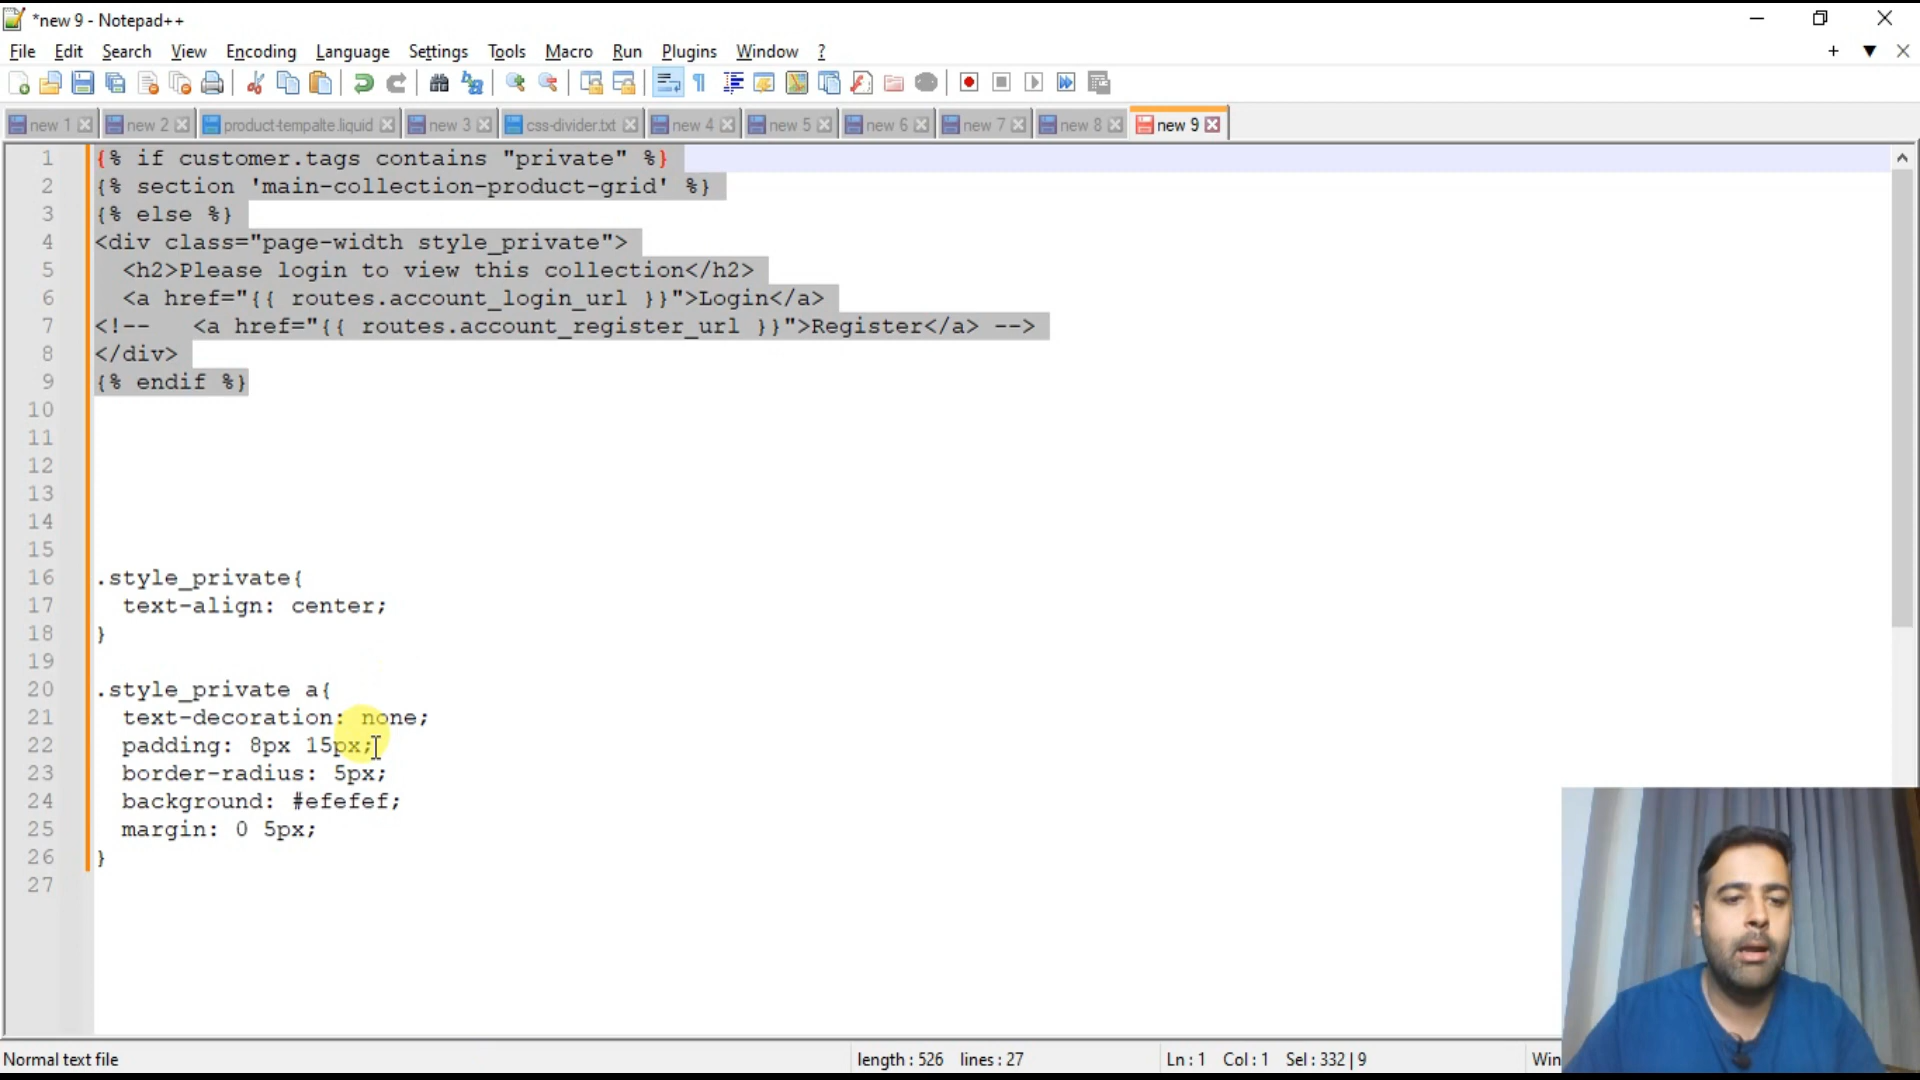 *new 9 - Notepad++
File Edit Search View Encoding Language Settings Tools Macro Run Plugins Window ?
new 1 new 2 product-tempalte.liquid new 3 css-divider.txt new 4 new 5 new 6 new 7 new 8 new 9
1 {% if customer.tags contains "private" %}
2 {% section 'main-collection-product-grid' %}
3 {% else %}
4 <div class="page-width style_private">
5 <h2>Please login to view this collection</h2>
6 <a href="{{ routes.account_login_url }}">Login</a>
7 <!-- <a href="{{ routes.account_register_url }}">Register</a> -->
8 </div>
9 {% endif %}
10
11
12
13
14
15
16 .style_private{
17 text-align: center;
18 }
19
20 .style_private a{
21 text-decoration: none;
22 padding: 8px 15px;
23 border-radius: 5px;
24 background: #efefef;
25 margin: 0 5px;
26 }
27
Normal text file length : 526 lines : 27 Ln : 1 Col : 1 Sel : 332 | 9 Win